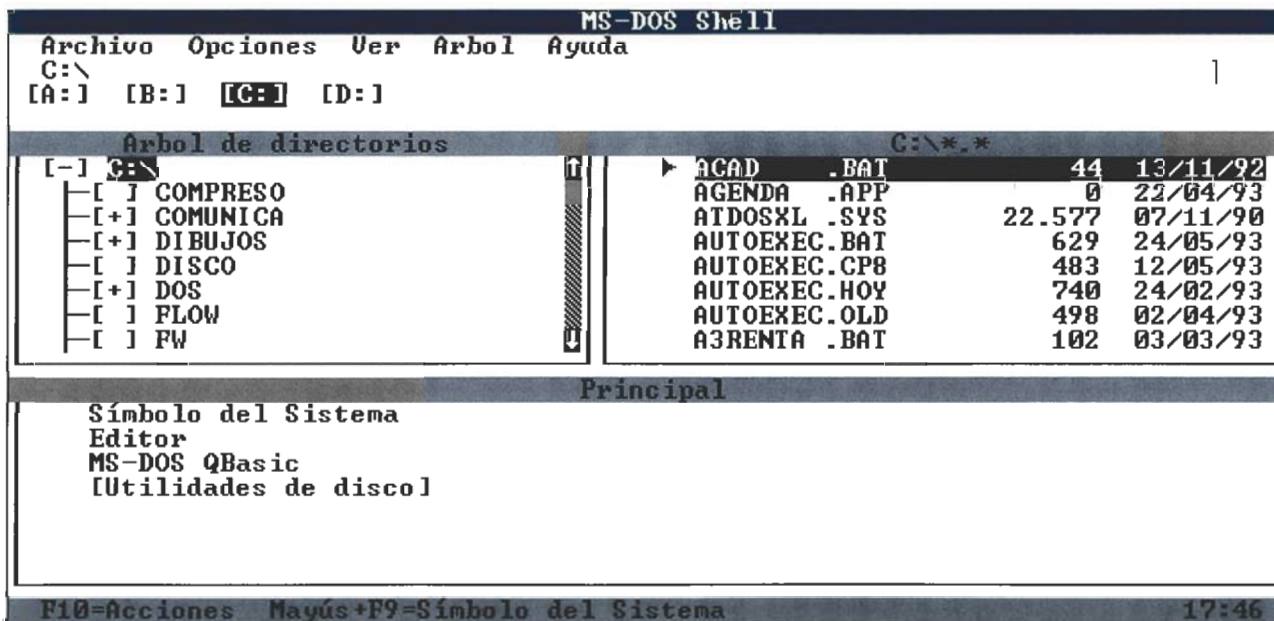 MS-DOS Shell
Archivo Opciones Ver Arbol Ayuda
C:\
[A:] [B:] [C:] [D:]
Arbol de directorios
[-] C:\
[ ] COMPRESO
[+] COMUNICA
[+] DIBUJOS
[ ] DISCO
[+] DOS
[ ] FLOW
[ ] FW
C:\*.*
ACAD .BAT 44 13/11/92
AGENDA .APP 0 22/04/93
ATDOSXL .SYS 22.577 07/11/90
AUTOEXEC.BAT 629 24/05/93
AUTOEXEC.CP8 483 12/05/93
AUTOEXEC.HOY 740 24/02/93
AUTOEXEC.OLD 498 02/04/93
A3RENTA .BAT 102 03/03/93
Principal
Símbolo del Sistema
Editor
MS-DOS QBasic
[Utilidades de disco]
F10=Acciones Mayús+F9=Símbolo del Sistema 17:46